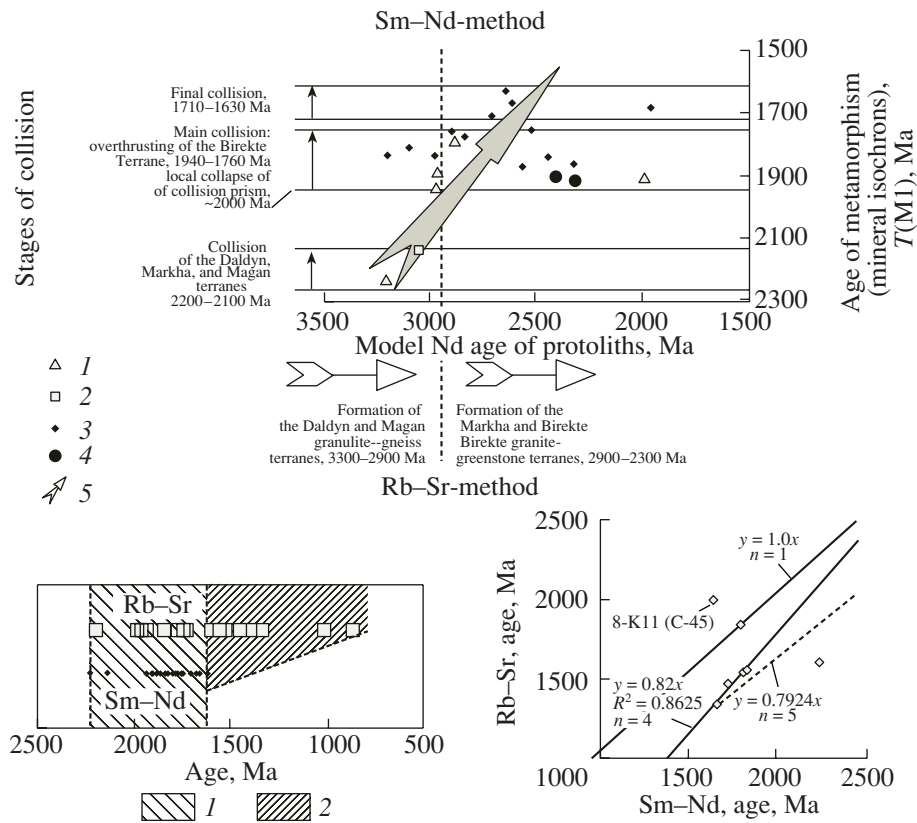 Sm–Nd-method
Stages of collision
Final collision,
1710–1630 Ma
Main collision:
overthrusting of the Birekte
Terrane, 1940–1760 Ma
local collapse of
of collision prism,
~2000 Ma
Collision
of the Daldyn,
Markha, and Magan
terranes
2200–2100 Ma
1500
1700
1900
2100
2300
Age of metamorphism
(mineral isochrons),
T(M1), Ma
3500 3000 2500 2000 1500
Model Nd age of protoliths, Ma
Formation of
the Daldyn and Magan
granulite--gneiss
terranes, 3300–2900 Ma
Formation of the
Markha and Birekte
Birekte granite-
greenstone terranes, 2900–2300 Ma
1
2
3
4
5
Rb–Sr-method
Rb–Sr
Sm–Nd
2500 2000 1500 1000 500
Age, Ma
1 2
Rb–Sr, age, Ma
2500
2000
1500
1000
y = 1.0x
n = 1
8-K11 (C-45)
y = 0.82x
R² = 0.8625
n = 4
y = 0.7924x
n = 5
1500 2000 2500
Sm–Nd, age, Ma